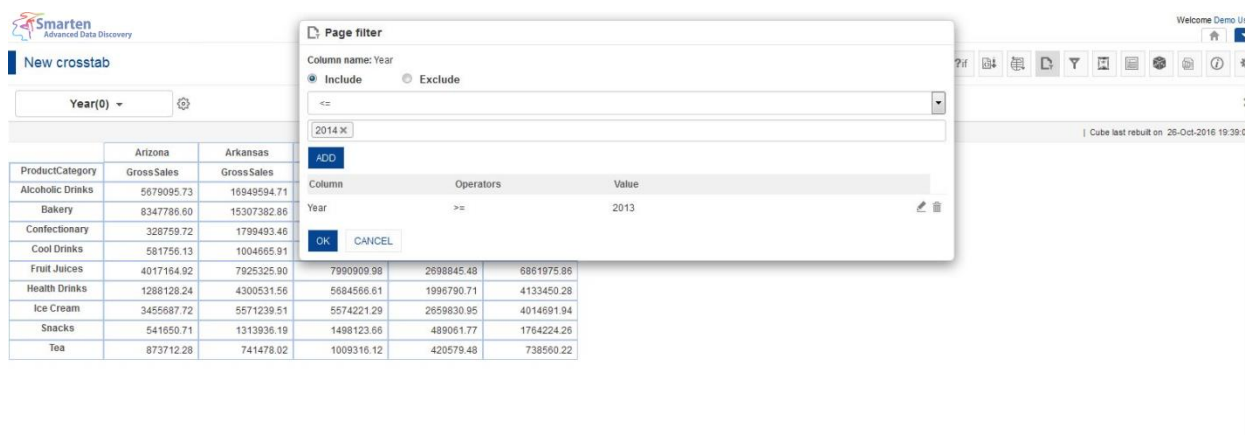 Smarten
Advanced Data Discovery
Welcome Demo U
New crosstab
?if
Year(0)
Page filter
Column name: Year
Include Exclude
<=
2014 ×
ADD
Column Operators Value
Year >= 2013
OK CANCEL
| Cube last rebuilt on 26-Oct-2016 19:39:0
Arizona Arkansas
ProductCategory GrossSales GrossSales
Alcoholic Drinks 5679095.73 16949594.71
Bakery 8347786.60 15307382.86
Confectionary 328759.72 1799493.46
Cool Drinks 581756.13 1004665.91
Fruit Juices 4017164.92 7925325.90 7990909.98 2698845.48 6861975.86
Health Drinks 1288128.24 4300531.56 5684566.61 1996790.71 4133450.28
Ice Cream 3455687.72 5571239.51 5574221.29 2659830.95 4014691.94
Snacks 541650.71 1313936.19 1498123.66 489061.77 1764224.26
Tea 873712.28 741478.02 1009316.12 420579.48 738560.22